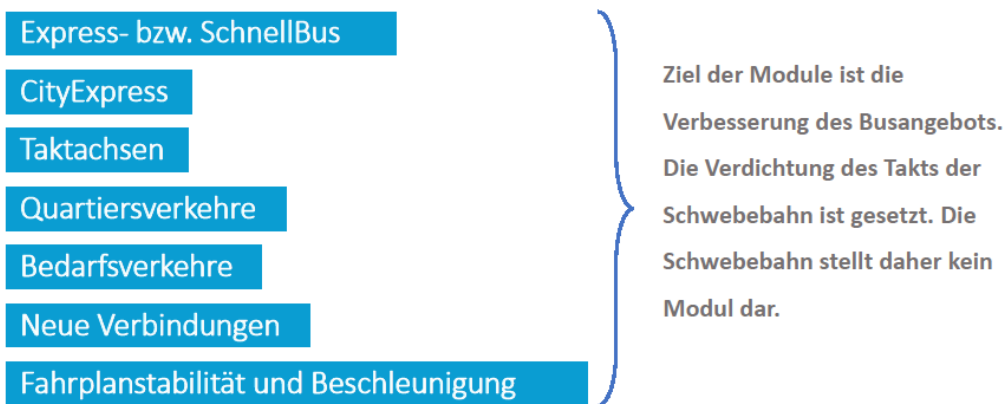 Express- bzw. SchnellBus
CityExpress
Taktachsen
Quartiersverkehre
Bedarfsverkehre
Neue Verbindungen
Fahrplanstabilität und Beschleunigung
Ziel der Module ist die
Verbesserung des Busangebots.
Die Verdichtung des Takts der
Schwebebahn ist gesetzt. Die
Schwebebahn stellt daher kein
Modul dar.